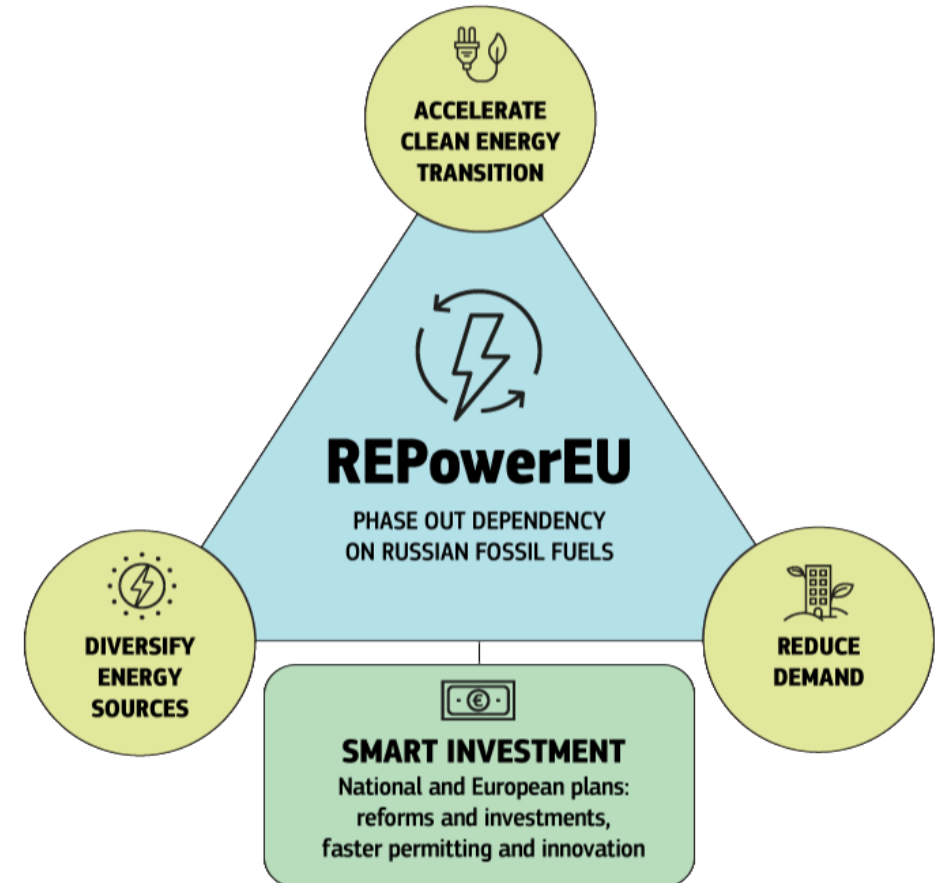 ACCELERATE
CLEAN ENERGY
TRANSITION
REPowerEU
PHASE OUT DEPENDENCY
ON RUSSIAN FOSSIL FUELS
DIVERSIFY
ENERGY
SOURCES
REDUCE
DEMAND
€
SMART INVESTMENT
National and European plans:
reforms and investments,
faster permitting and innovation